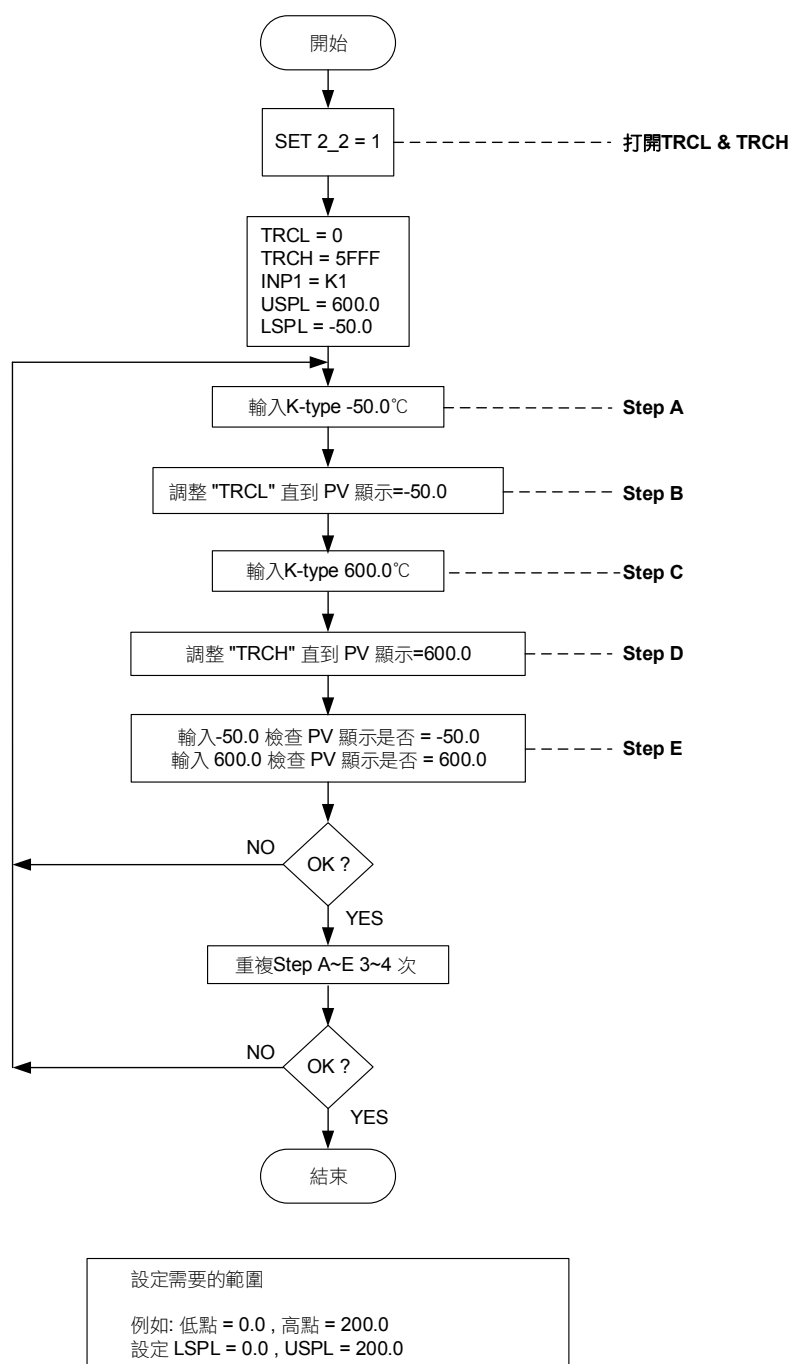 開始
SET 2_2 = 1
打開TRCL & TRCH
TRCL = 0
TRCH = 5FFF
INP1 = K1
USPL = 600.0
LSPL = -50.0
輸入K-type -50.0℃
Step A
調整 "TRCL" 直到 PV 顯示=-50.0
Step B
輸入K-type 600.0℃
Step C
調整 "TRCH" 直到 PV 顯示=600.0
Step D
輸入-50.0 檢查 PV 顯示是否 = -50.0
輸入 600.0 檢查 PV 顯示是否 = 600.0
Step E
NO
OK ?
YES
重複Step A~E 3~4 次
NO
OK ?
YES
結束
設定需要的範圍
例如: 低點 = 0.0 , 高點 = 200.0
設定 LSPL = 0.0 , USPL = 200.0